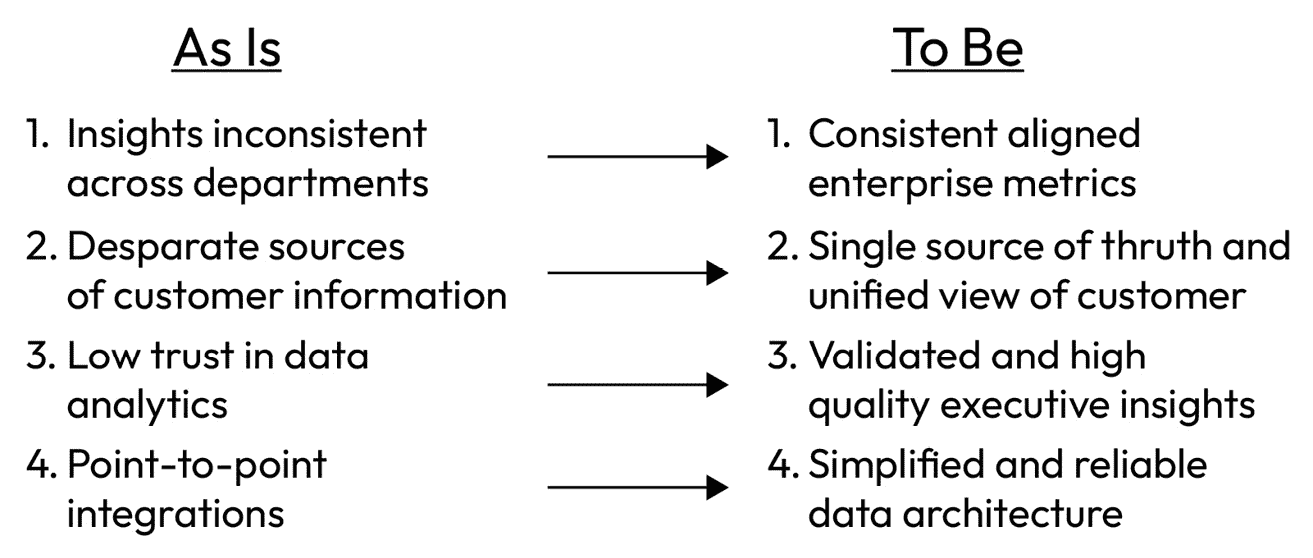 As Is
To Be
1. Insights inconsistent
across departments
1. Consistent aligned
enterprise metrics
2. Desparate sources
of customer information
2. Single source of thruth and
unified view of customer
3. Low trust in data
analytics
3. Validated and high
quality executive insights
4. Point-to-point
integrations
4. Simplified and reliable
data architecture